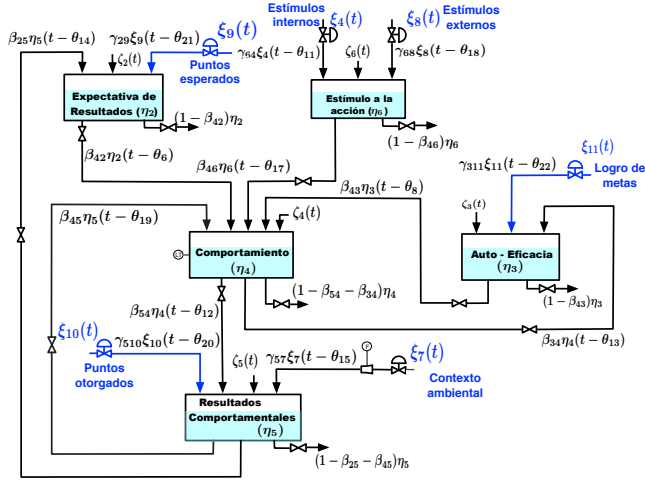 Estímulos
internos
ξ₄(t)
ξ₈(t)
Estímulos
externos
β₂₅η₅(t − θ₁₄)
γ₂₉ξ₉(t − θ₂₁)
ξ₉(t)
ζ₂(t)
Puntos
esperados
γ₆₄ξ₄(t − θ₁₁)
ζ₆(t)
γ₆₈ξ₈(t − θ₁₈)
Expectativa de
Resultados (η₂)
(1 − β₄₂)η₂
Estímulo a la
acción (η₆)
(1 − β₄₆)η₆
β₄₂η₂(t − θ₆)
β₄₆η₆(t − θ₁₇)
β₄₃η₃(t − θ₈)
γ₃₁₁ξ₁₁(t − θ₂₂)
ξ₁₁(t)
Logro de
metas
β₄₅η₅(t − θ₁₉)
ζ₄(t)
ζ₃(t)
LT
Comportamiento
(η₄)
Auto - Eficacia
(η₃)
(1 − β₅₄ − β₃₄)η₄
(1 − β₄₃)η₃
β₅₄η₄(t − θ₁₂)
β₃₄η₄(t − θ₁₃)
ξ₁₀(t)
γ₅₁₀ξ₁₀(t − θ₂₀)
Puntos
otorgados
ζ₅(t)
γ₅₇ξ₇(t − θ₁₅)
F
ξ₇(t)
Contexto
ambiental
Resultados
Comportamentales
(η₅)
(1 − β₂₅ − β₄₅)η₅